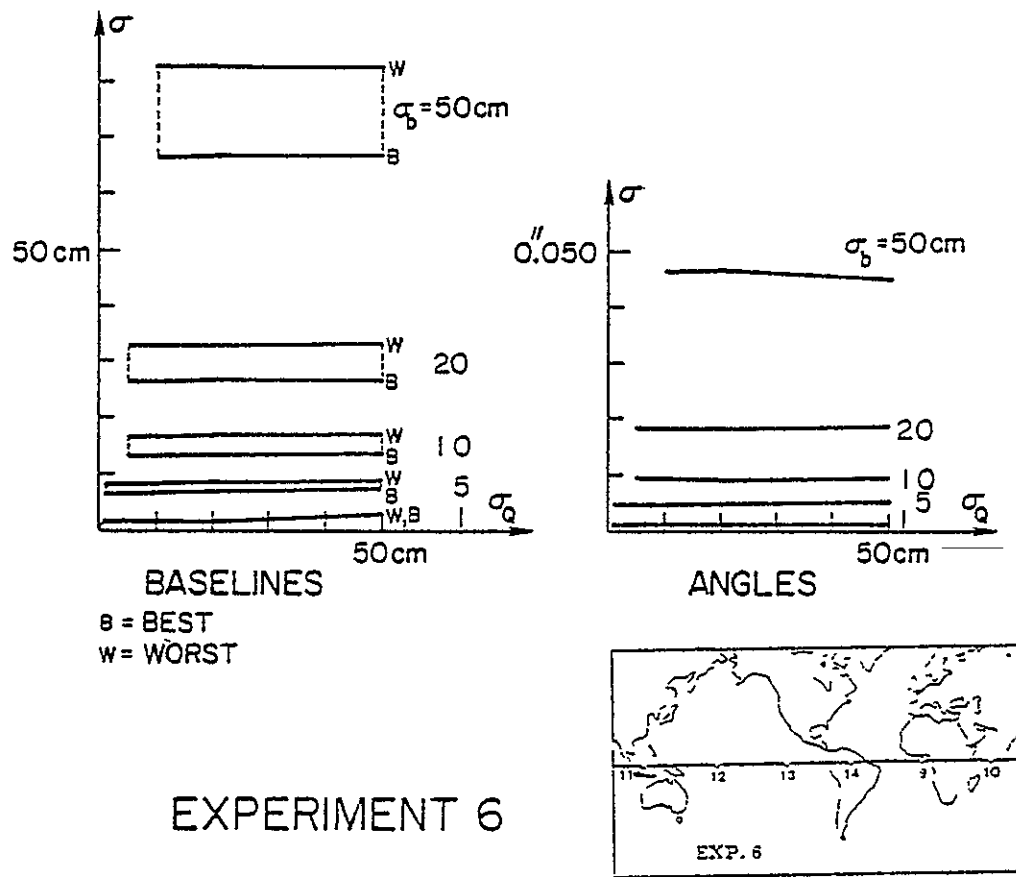 σ
W
σb = 50cm
B
50cm
W
20
B
W
10
B
W
5
B
W,B
1
σQ
50cm
BASELINES
B = BEST
W = WORST
σ
0."050
σb = 50cm
20
10
5
1
σQ
50cm
ANGLES
EXPERIMENT 6
11 12 13 14 9 10
EXP. 6